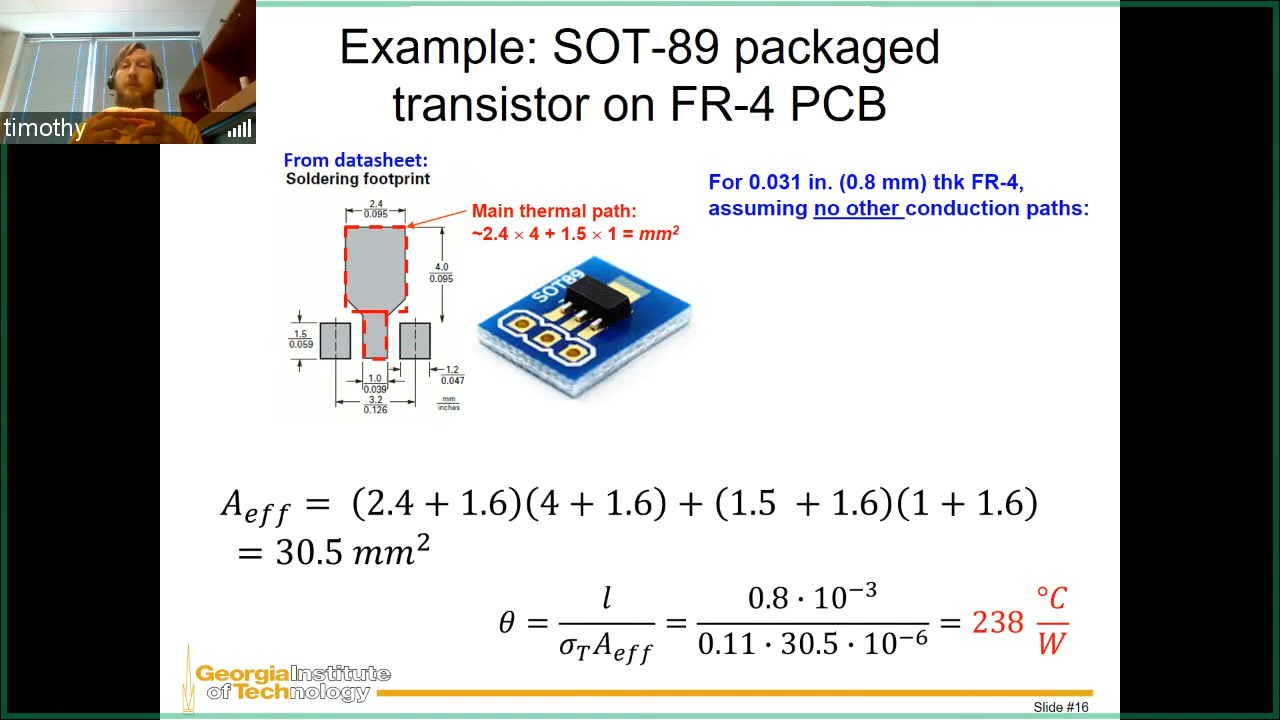 Example: SOT-89 packaged
transistor on FR-4 PCB
timothy
From datasheet:
Soldering footprint
2.4
0.095
Main thermal path:
~2.4 × 4 + 1.5 × 1 = mm²
For 0.031 in. (0.8 mm) thk FR-4,
assuming no other conduction paths:
4.0
0.095
SOT89
1.5
0.059
1.2
0.047
1.0
0.039
3.2
0.126
mm
inches
A_eff = (2.4 + 1.6)(4 + 1.6) + (1.5 + 1.6)(1 + 1.6)
= 30.5 mm²
θ = l / σ_T A_eff = 0.8 · 10⁻³ / 0.11 · 30.5 · 10⁻⁶ = 238 °C / W
Georgia Institute
of Technology
Slide #16